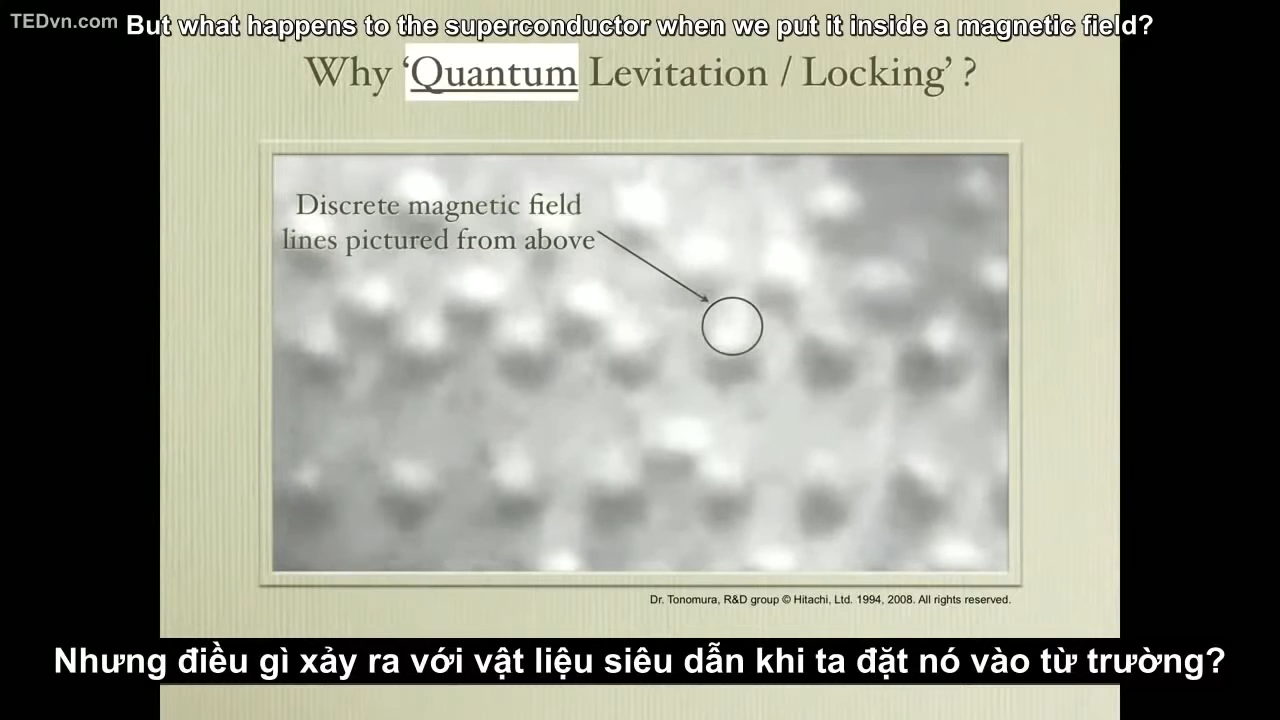 TEDvn.com
But what happens to the superconductor when we put it inside a magnetic field?
Why ‘Quantum Levitation / Locking’ ?
Discrete magnetic field
lines pictured from above
Dr. Tonomura, R&D group © Hitachi, Ltd. 1994, 2008. All rights reserved.
Nhưng điều gì xảy ra với vật liệu siêu dẫn khi ta đặt nó vào từ trường?